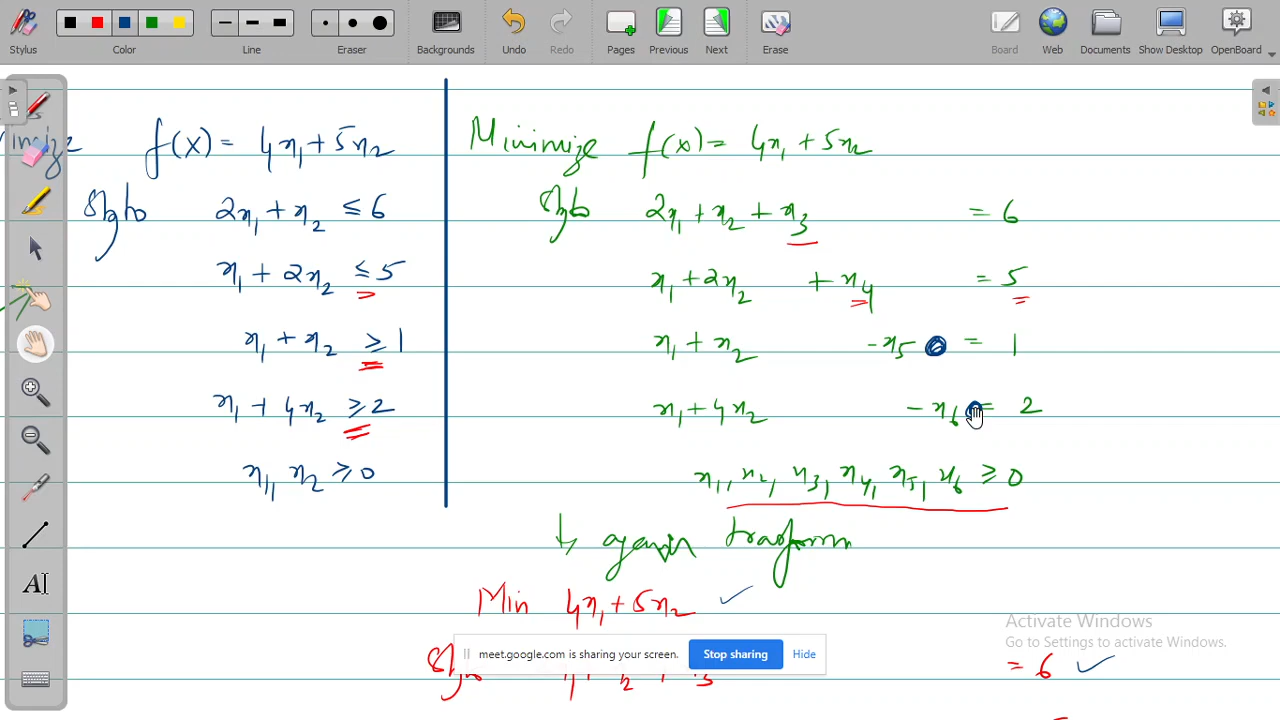 Stylus Color Line Eraser Backgrounds Undo Redo Pages Previous Next Erase Board Web Documents Show Desktop OpenBoard
f(x) = 4x₁ + 5x₂
2x₁ + x₂ ≤ 6
x₁ + 2x₂ ≤ 5
x₁ + x₂ ≥ 1
x₁ + 4x₂ ≥ 2
x₁, x₂ ≥ 0
Minimize f(x) = 4x₁ + 5x₂
2x₁ + x₂ + x₃ = 6
x₁ + 2x₂ + x₄ = 5
x₁ + x₂ - x₅ = 1
x₁ + 4x₂ - x₆ = 2
x₁, x₂, x₃, x₄, x₅, x₆ ≥ 0
↳ again transform
Min 4x₁ + 5x₂ ✓
= 6 ✓
meet.google.com is sharing your screen. Stop sharing Hide
Activate Windows
Go to Settings to activate Windows.
AI